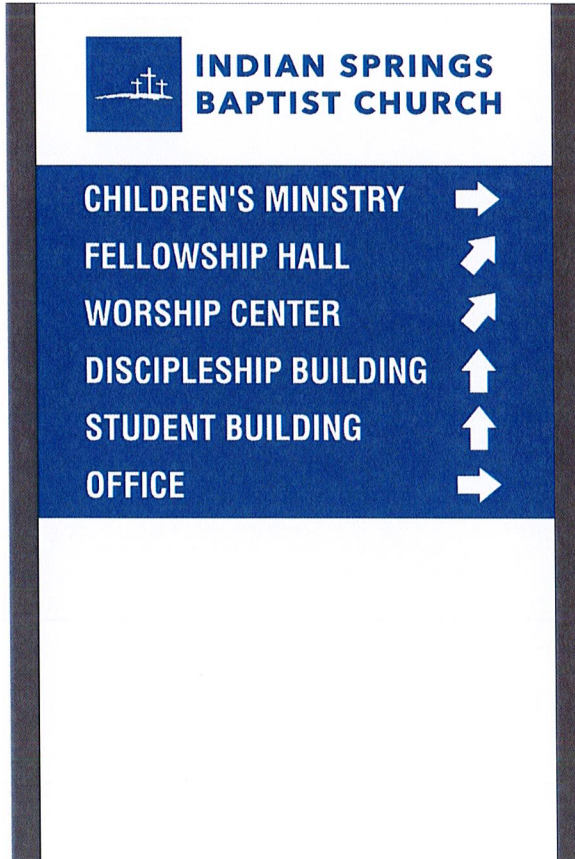 INDIAN SPRINGS
BAPTIST CHURCH
CHILDREN'S MINISTRY
FELLOWSHIP HALL
WORSHIP CENTER
DISCIPLESHIP BUILDING
STUDENT BUILDING
OFFICE